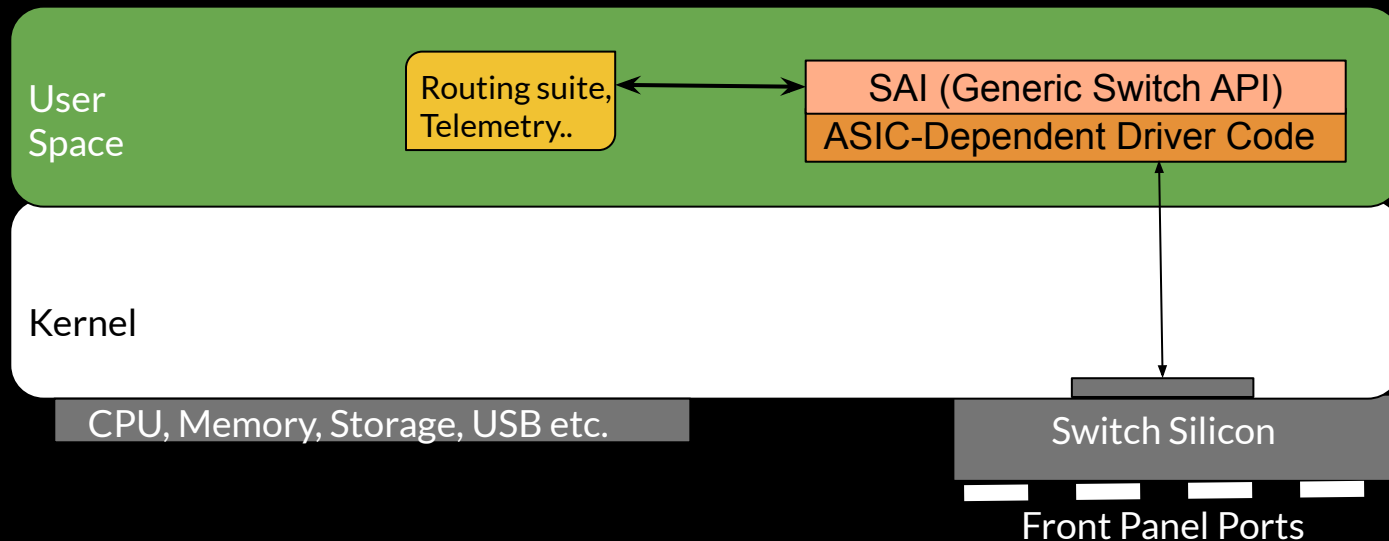 User
Space
Routing suite,
Telemetry..
SAI (Generic Switch API)
ASIC-Dependent Driver Code
Kernel
CPU, Memory, Storage, USB etc.
Switch Silicon
Front Panel Ports